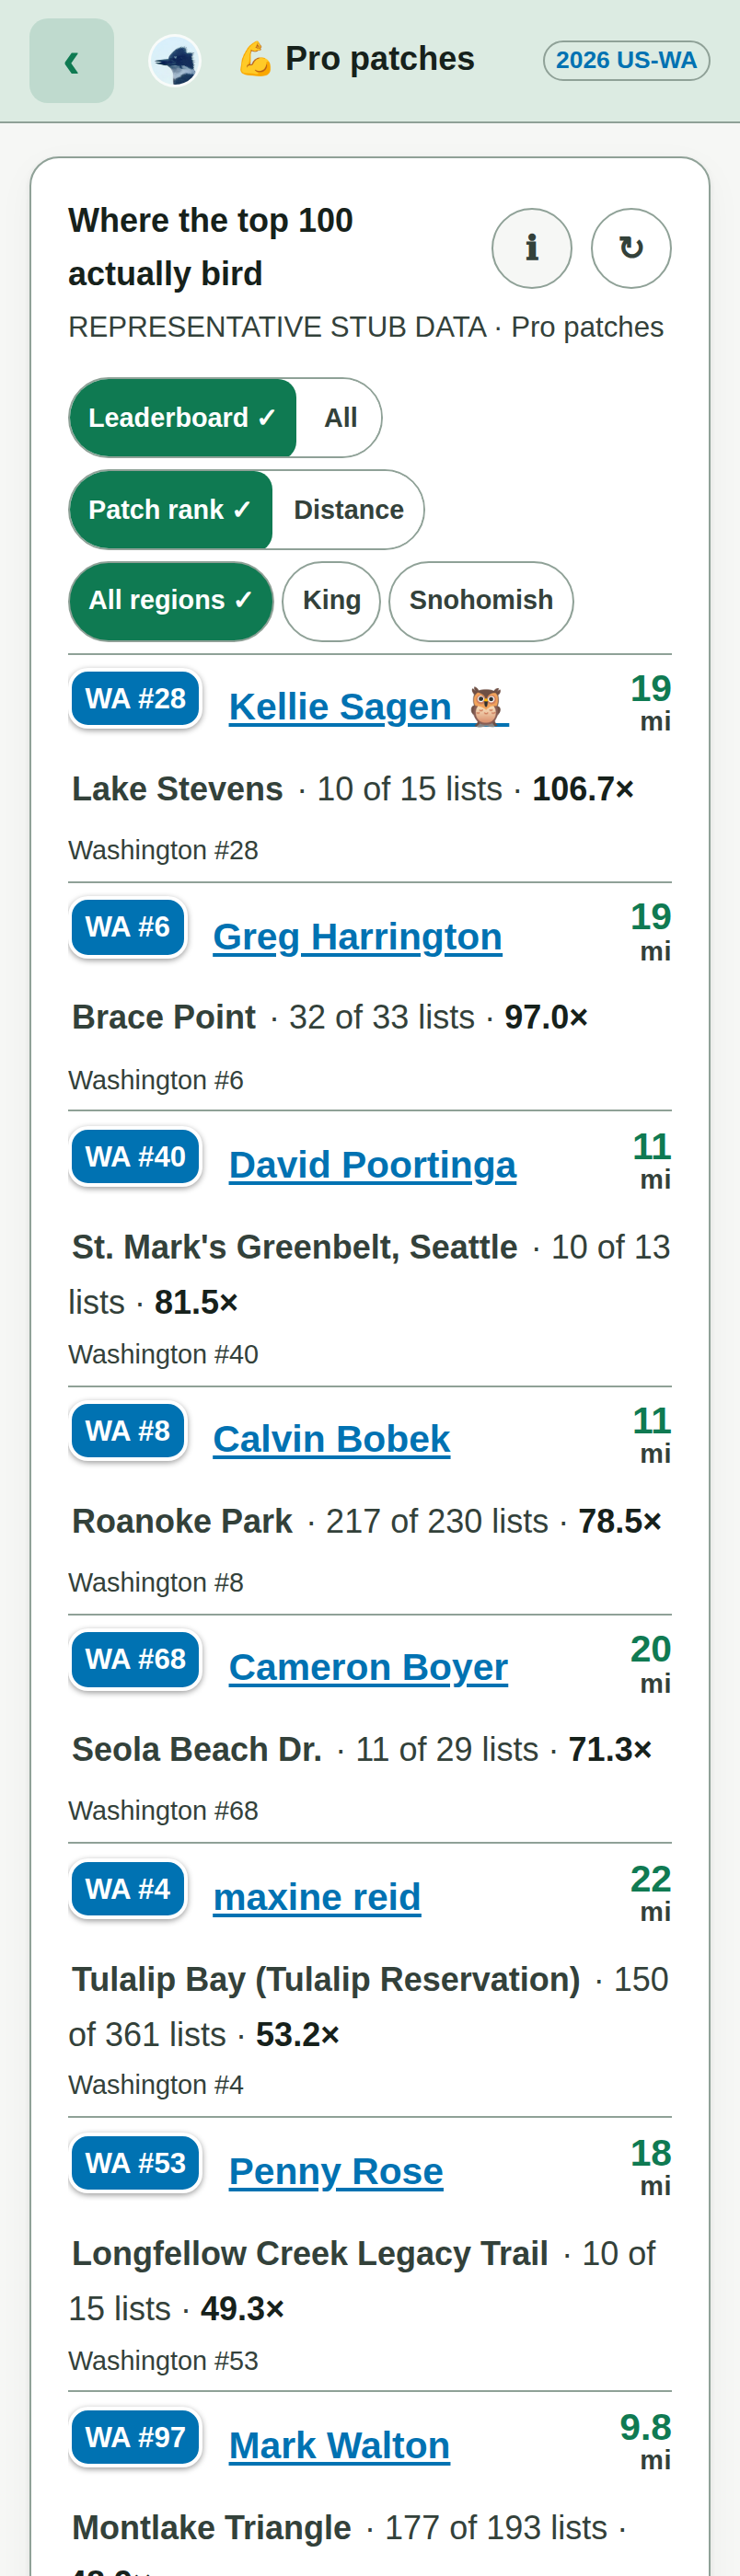 ‹ 💪 Pro patches 2026 US-WA
Where the top 100
actually bird
ℹ ↻
REPRESENTATIVE STUB DATA · Pro patches
Leaderboard ✓ All
Patch rank ✓ Distance
All regions ✓ King Snohomish
WA #28 Kellie Sagen 🦉 19 mi
Lake Stevens · 10 of 15 lists · 106.7×
Washington #28
WA #6 Greg Harrington 19 mi
Brace Point · 32 of 33 lists · 97.0×
Washington #6
WA #40 David Poortinga 11 mi
St. Mark's Greenbelt, Seattle · 10 of 13
lists · 81.5×
Washington #40
WA #8 Calvin Bobek 11 mi
Roanoke Park · 217 of 230 lists · 78.5×
Washington #8
WA #68 Cameron Boyer 20 mi
Seola Beach Dr. · 11 of 29 lists · 71.3×
Washington #68
WA #4 maxine reid 22 mi
Tulalip Bay (Tulalip Reservation) · 150
of 361 lists · 53.2×
Washington #4
WA #53 Penny Rose 18 mi
Longfellow Creek Legacy Trail · 10 of
15 lists · 49.3×
Washington #53
WA #97 Mark Walton 9.8 mi
Montlake Triangle · 177 of 193 lists ·